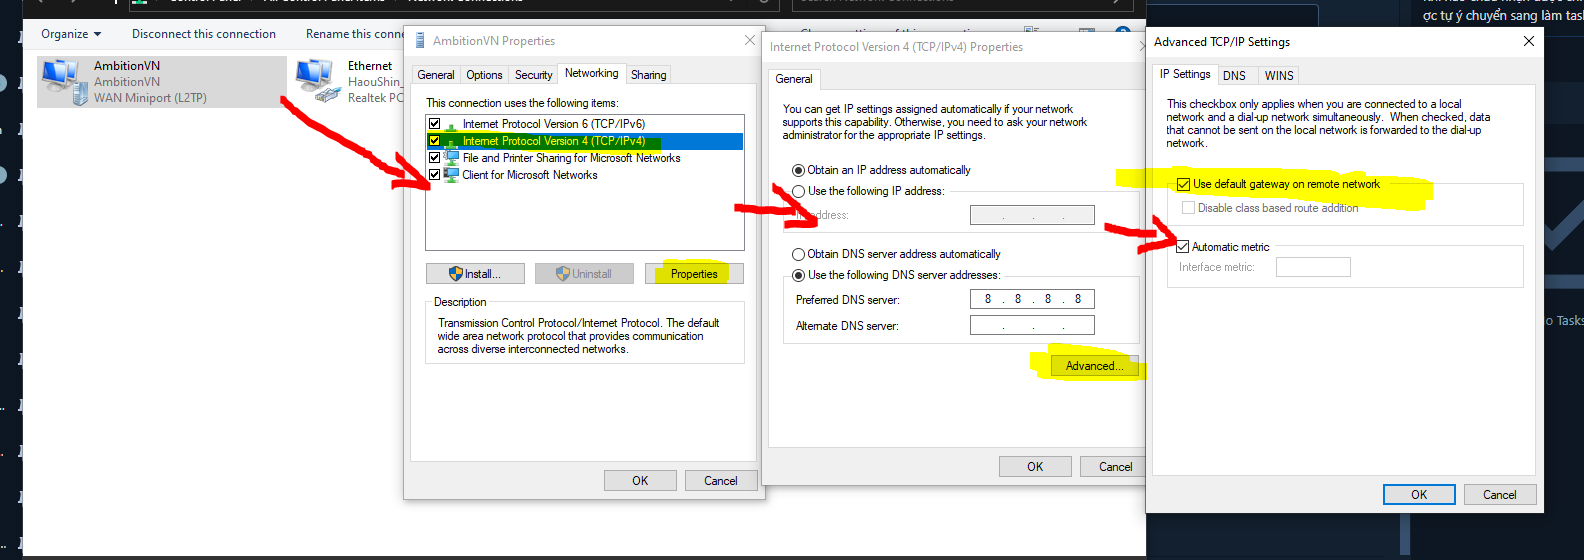 Organize
Disconnect this connection
Rename this conne
AmbitionVN
AmbitionVN
WAN Miniport (L2TP)
Ethernet
HaouShin_
Realtek PC
AmbitionVN Properties
General
Options
Security
Networking
Sharing
This connection uses the following items:
Internet Protocol Version 6 (TCP/IPv6)
Internet Protocol Version 4 (TCP/IPv4)
File and Printer Sharing for Microsoft Networks
Client for Microsoft Networks
Install...
Uninstall
Properties
Description
Transmission Control Protocol/Internet Protocol. The default
wide area network protocol that provides communication
across diverse interconnected networks.
OK
Cancel
Internet Protocol Version 4 (TCP/IPv4) Properties
General
You can get IP settings assigned automatically if your network
supports this capability. Otherwise, you need to ask your network
administrator for the appropriate IP settings.
Obtain an IP address automatically
Use the following IP address:
address:
Obtain DNS server address automatically
Use the following DNS server addresses:
Preferred DNS server:
8 . 8 . 8 . 8
Alternate DNS server:
Advanced...
OK
Cancel
Advanced TCP/IP Settings
IP Settings
DNS
WINS
This checkbox only applies when you are connected to a local
network and a dial-up network simultaneously. When checked, data
that cannot be sent on the local network is forwarded to the dial-up
network.
Use default gateway on remote network
Disable class based route addition
Automatic metric
Interface metric:
OK
Cancel
ợc tự ý chuyển sang làm task
o Tasks